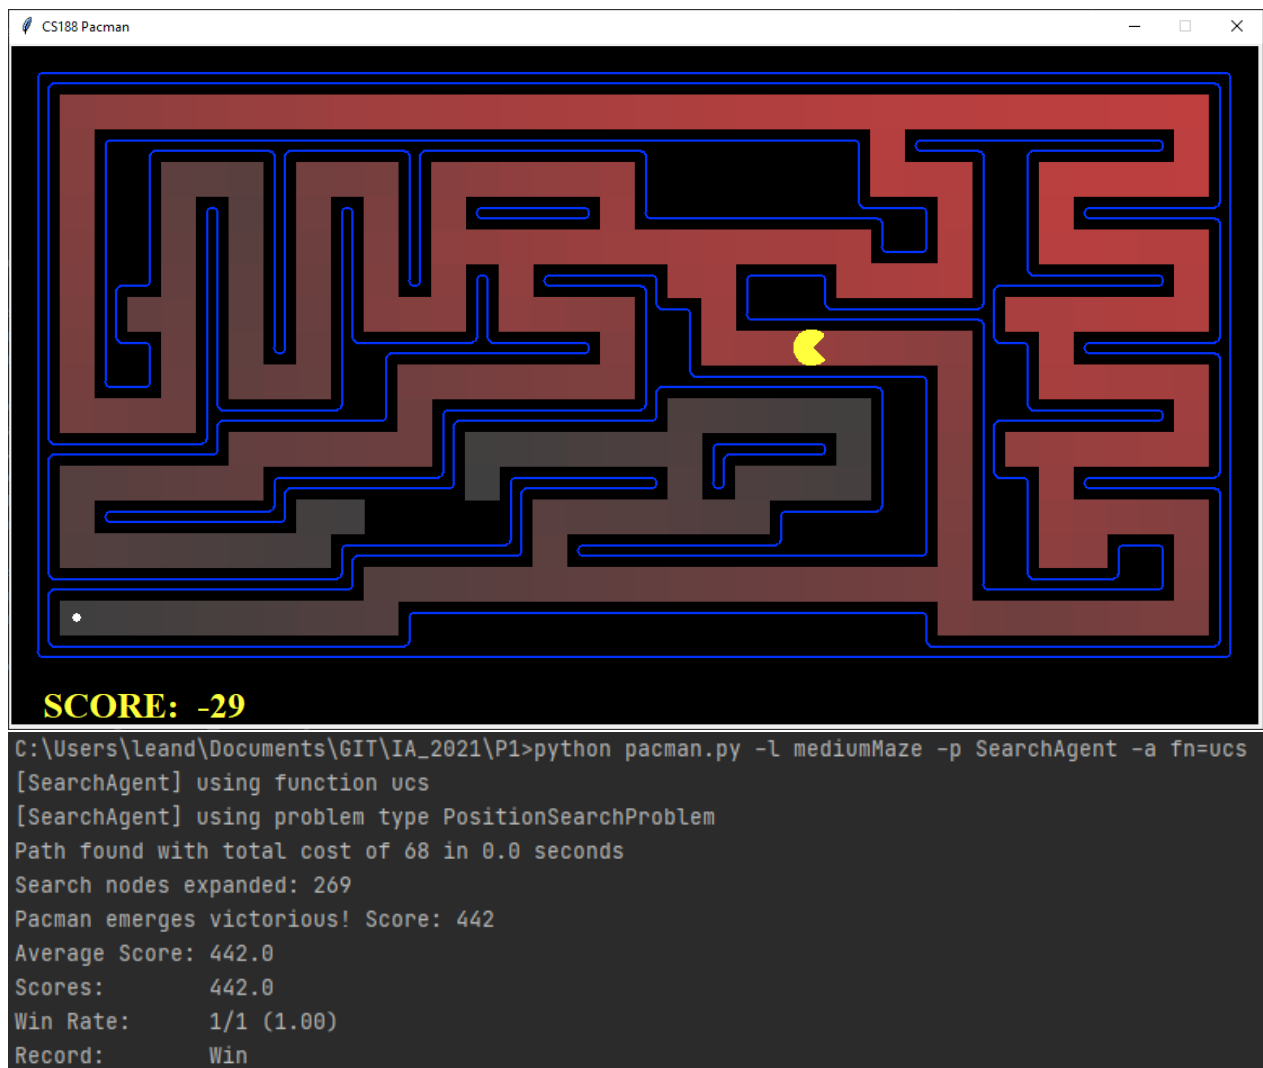 CS188 Pacman
SCORE: -29
C:\Users\leand\Documents\GIT\IA_2021\P1>python pacman.py -l mediumMaze -p SearchAgent -a fn=ucs
[SearchAgent] using function ucs
[SearchAgent] using problem type PositionSearchProblem
Path found with total cost of 68 in 0.0 seconds
Search nodes expanded: 269
Pacman emerges victorious! Score: 442
Average Score: 442.0
Scores:        442.0
Win Rate:      1/1 (1.00)
Record:        Win